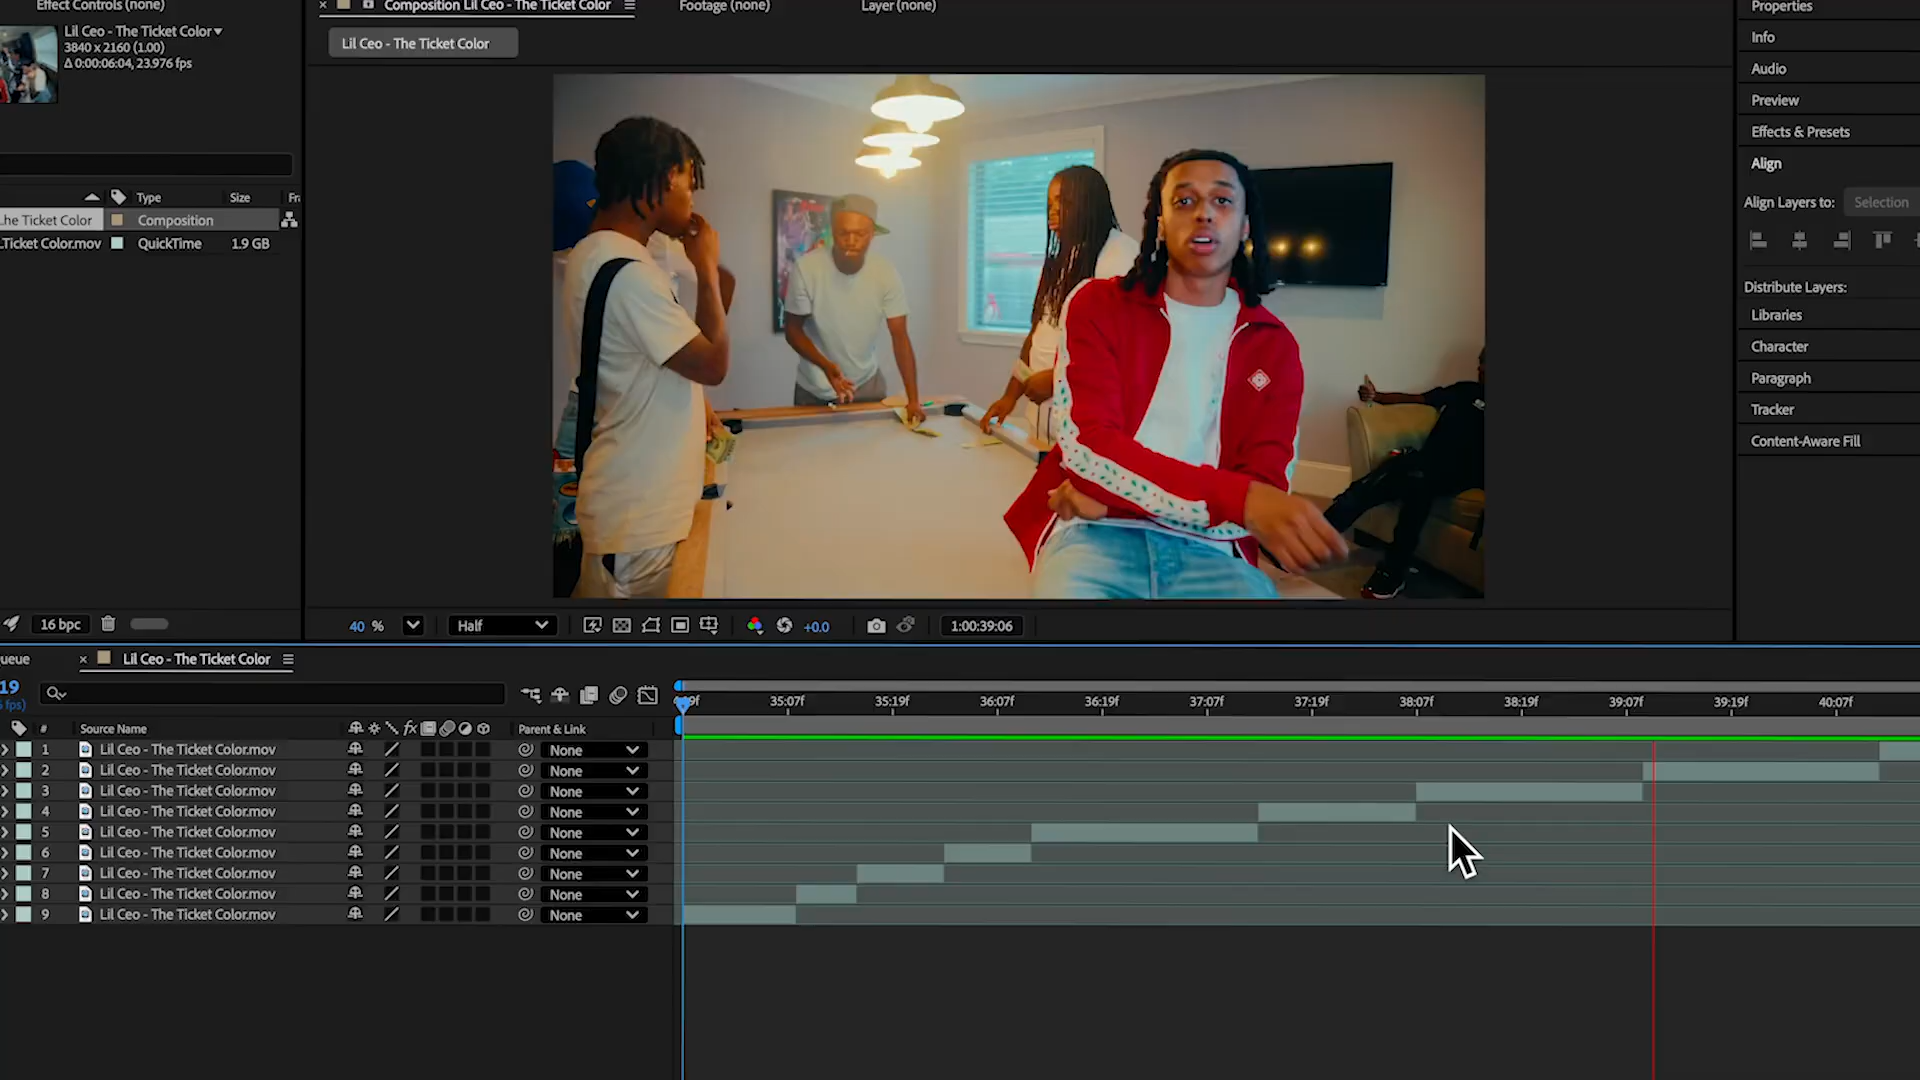 Effect Controls (none)
Lil Ceo - The Ticket Color
3840 x 2160 (1.00)
Δ 0:00:06:04, 23.976 fps
Type Size Fr
.he Ticket Color Composition
.Ticket Color.mov QuickTime 1.9 GB
16 bpc
× Composition Lil Ceo - The Ticket Color
Footage (none)
Layer (none)
Lil Ceo - The Ticket Color
40 % Half +0.0 1:00:39:06
Properties
Info
Audio
Preview
Effects & Presets
Align
Align Layers to: Selection
Distribute Layers:
Libraries
Character
Paragraph
Tracker
Content-Aware Fill
ueue × Lil Ceo - The Ticket Color
19
fps)
9f 35:07f 35:19f 36:07f 36:19f 37:07f 37:19f 38:07f 38:19f 39:07f 39:19f 40:07f
# Source Name fx Parent & Link
1 Lil Ceo - The Ticket Color.mov None
2 Lil Ceo - The Ticket Color.mov None
3 Lil Ceo - The Ticket Color.mov None
4 Lil Ceo - The Ticket Color.mov None
5 Lil Ceo - The Ticket Color.mov None
6 Lil Ceo - The Ticket Color.mov None
7 Lil Ceo - The Ticket Color.mov None
8 Lil Ceo - The Ticket Color.mov None
9 Lil Ceo - The Ticket Color.mov None